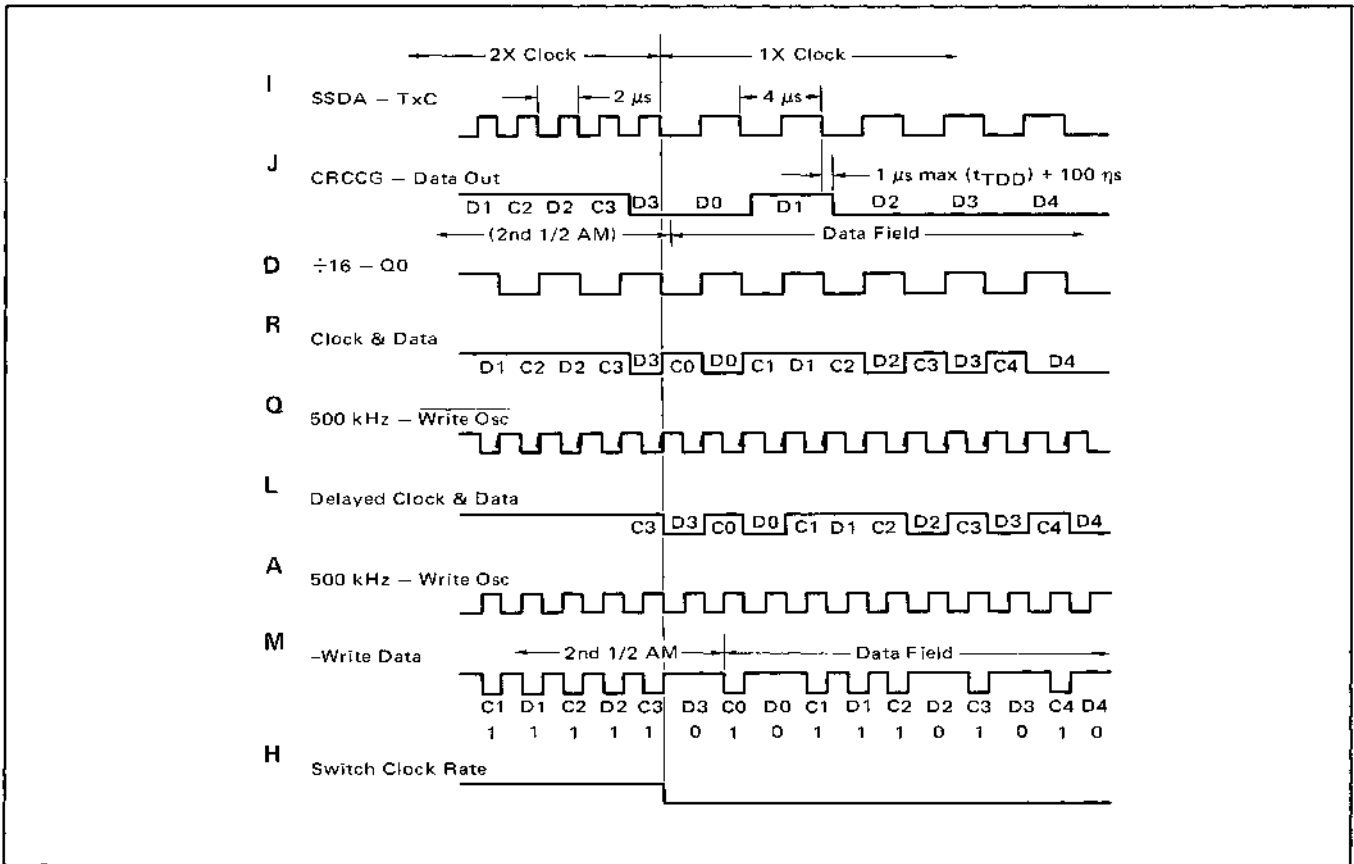 2X Clock 1X Clock
I SSDA – TxC 2 µs 4 µs
J CRCCG – Data Out 1 µs max (tTDD) + 100 ηs
D1 C2 D2 C3 D3 D0 D1 D2 D3 D4
(2nd 1/2 AM) Data Field
D ÷16 – Q0
R Clock & Data
D1 C2 D2 C3 D3 C0 D0 C1 D1 C2 D2 C3 D3 C4 D4
Q 500 kHz – Write Osc
L Delayed Clock & Data
C3 D3 C0 D0 C1 D1 C2 D2 C3 D3 C4 D4
A 500 kHz – Write Osc
M –Write Data 2nd 1/2 AM Data Field
C1 D1 C2 D2 C3 D3 C0 D0 C1 D1 C2 D2 C3 D3 C4 D4
1 1 1 1 1 0 1 0 1 1 1 0 1 0 1 0
H Switch Clock Rate